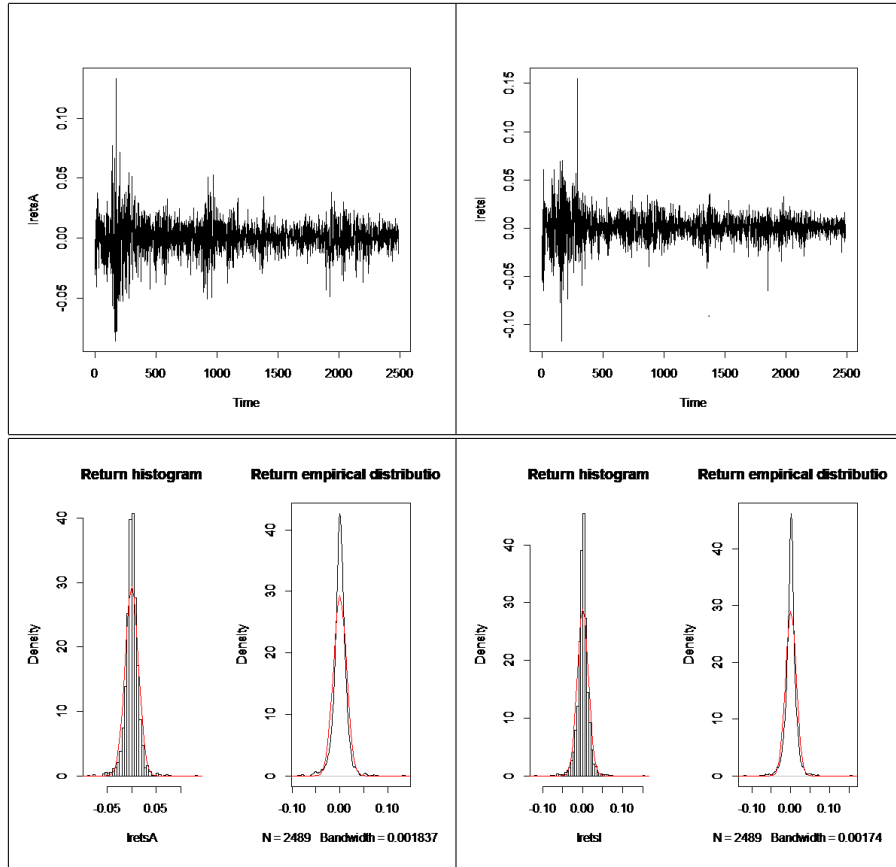 0.10
0.05
0.00
-0.05
lretsA
0 500 1000 1500 2000 2500
Time
0.15
0.10
0.05
0.00
-0.05
-0.10
lretsI
0 500 1000 1500 2000 2500
Time
Return histogram
40
30
20
10
0
Density
-0.05 0.05
lretsA
Return empirical distributio
40
30
20
10
0
Density
-0.10 0.00 0.10
N = 2489 Bandwidth = 0.001837
Return histogram
40
30
20
10
0
Density
-0.10 0.00 0.10
lretsI
Return empirical distributio
40
30
20
10
0
Density
-0.10 0.00 0.10
N = 2489 Bandwidth = 0.00174